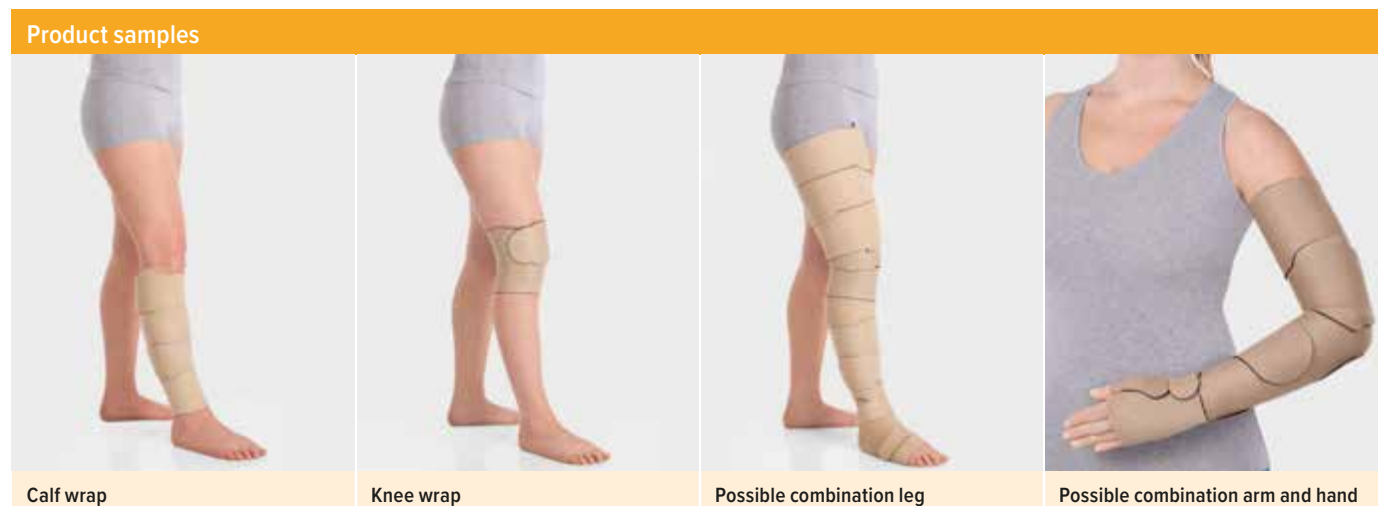 Product samples
Calf wrap
Knee wrap
Possible combination leg
Possible combination arm and hand